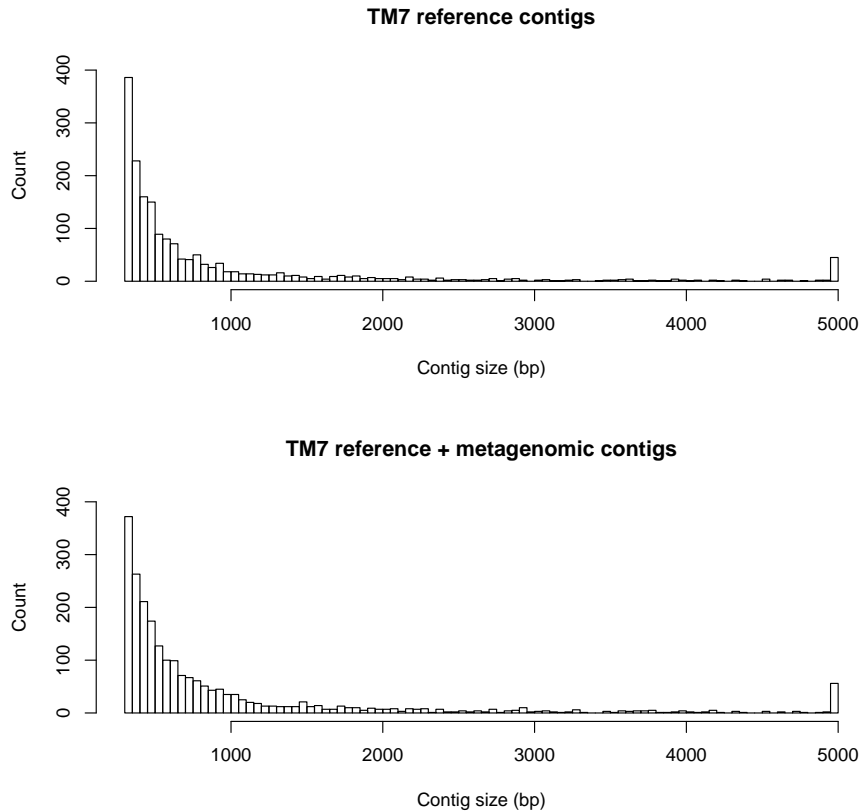 TM7 reference contigs
400
300
200
100
0
Count
1000 2000 3000 4000 5000
Contig size (bp)
TM7 reference + metagenomic contigs
400
300
200
100
0
Count
1000 2000 3000 4000 5000
Contig size (bp)